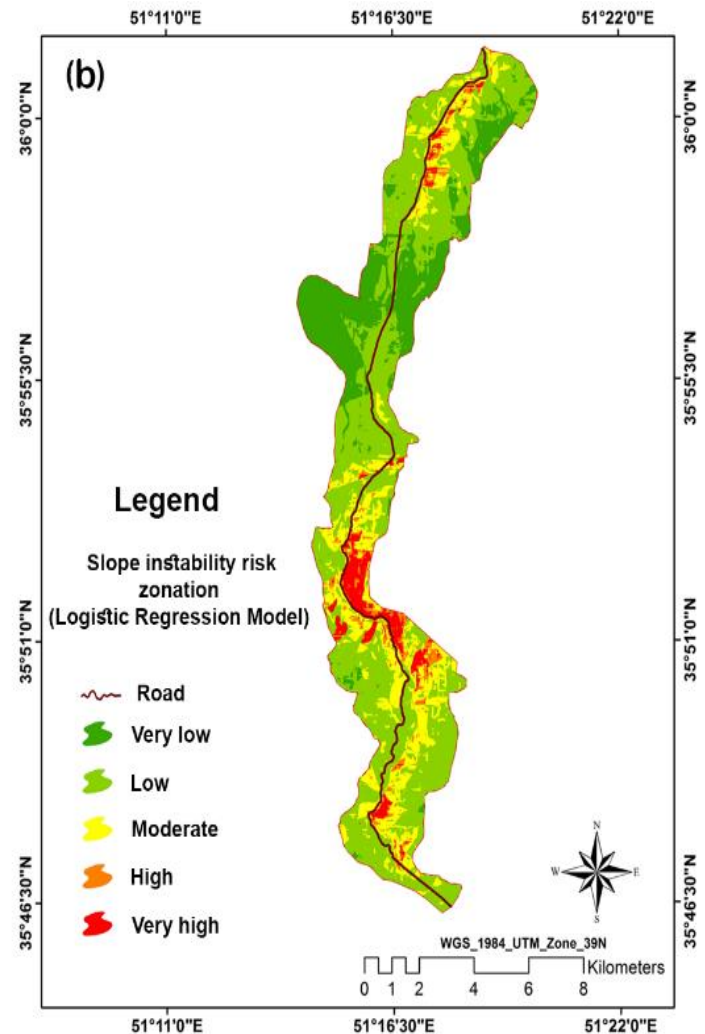 51°11'0"E 51°16'30"E 51°22'0"E
(b)
36°0'0"N
36°0'0"N
35°55'30"N
35°55'30"N
Legend
Slope instability risk
zonation
(Logistic Regression Model)
35°51'0"N
35°51'0"N
Road
Very low
Low
Moderate
High
Very high
35°46'30"N
35°46'30"N
N
W E
S
WGS_1984_UTM_Zone_39N
Kilometers
0 1 2 4 6 8
51°11'0"E 51°16'30"E 51°22'0"E